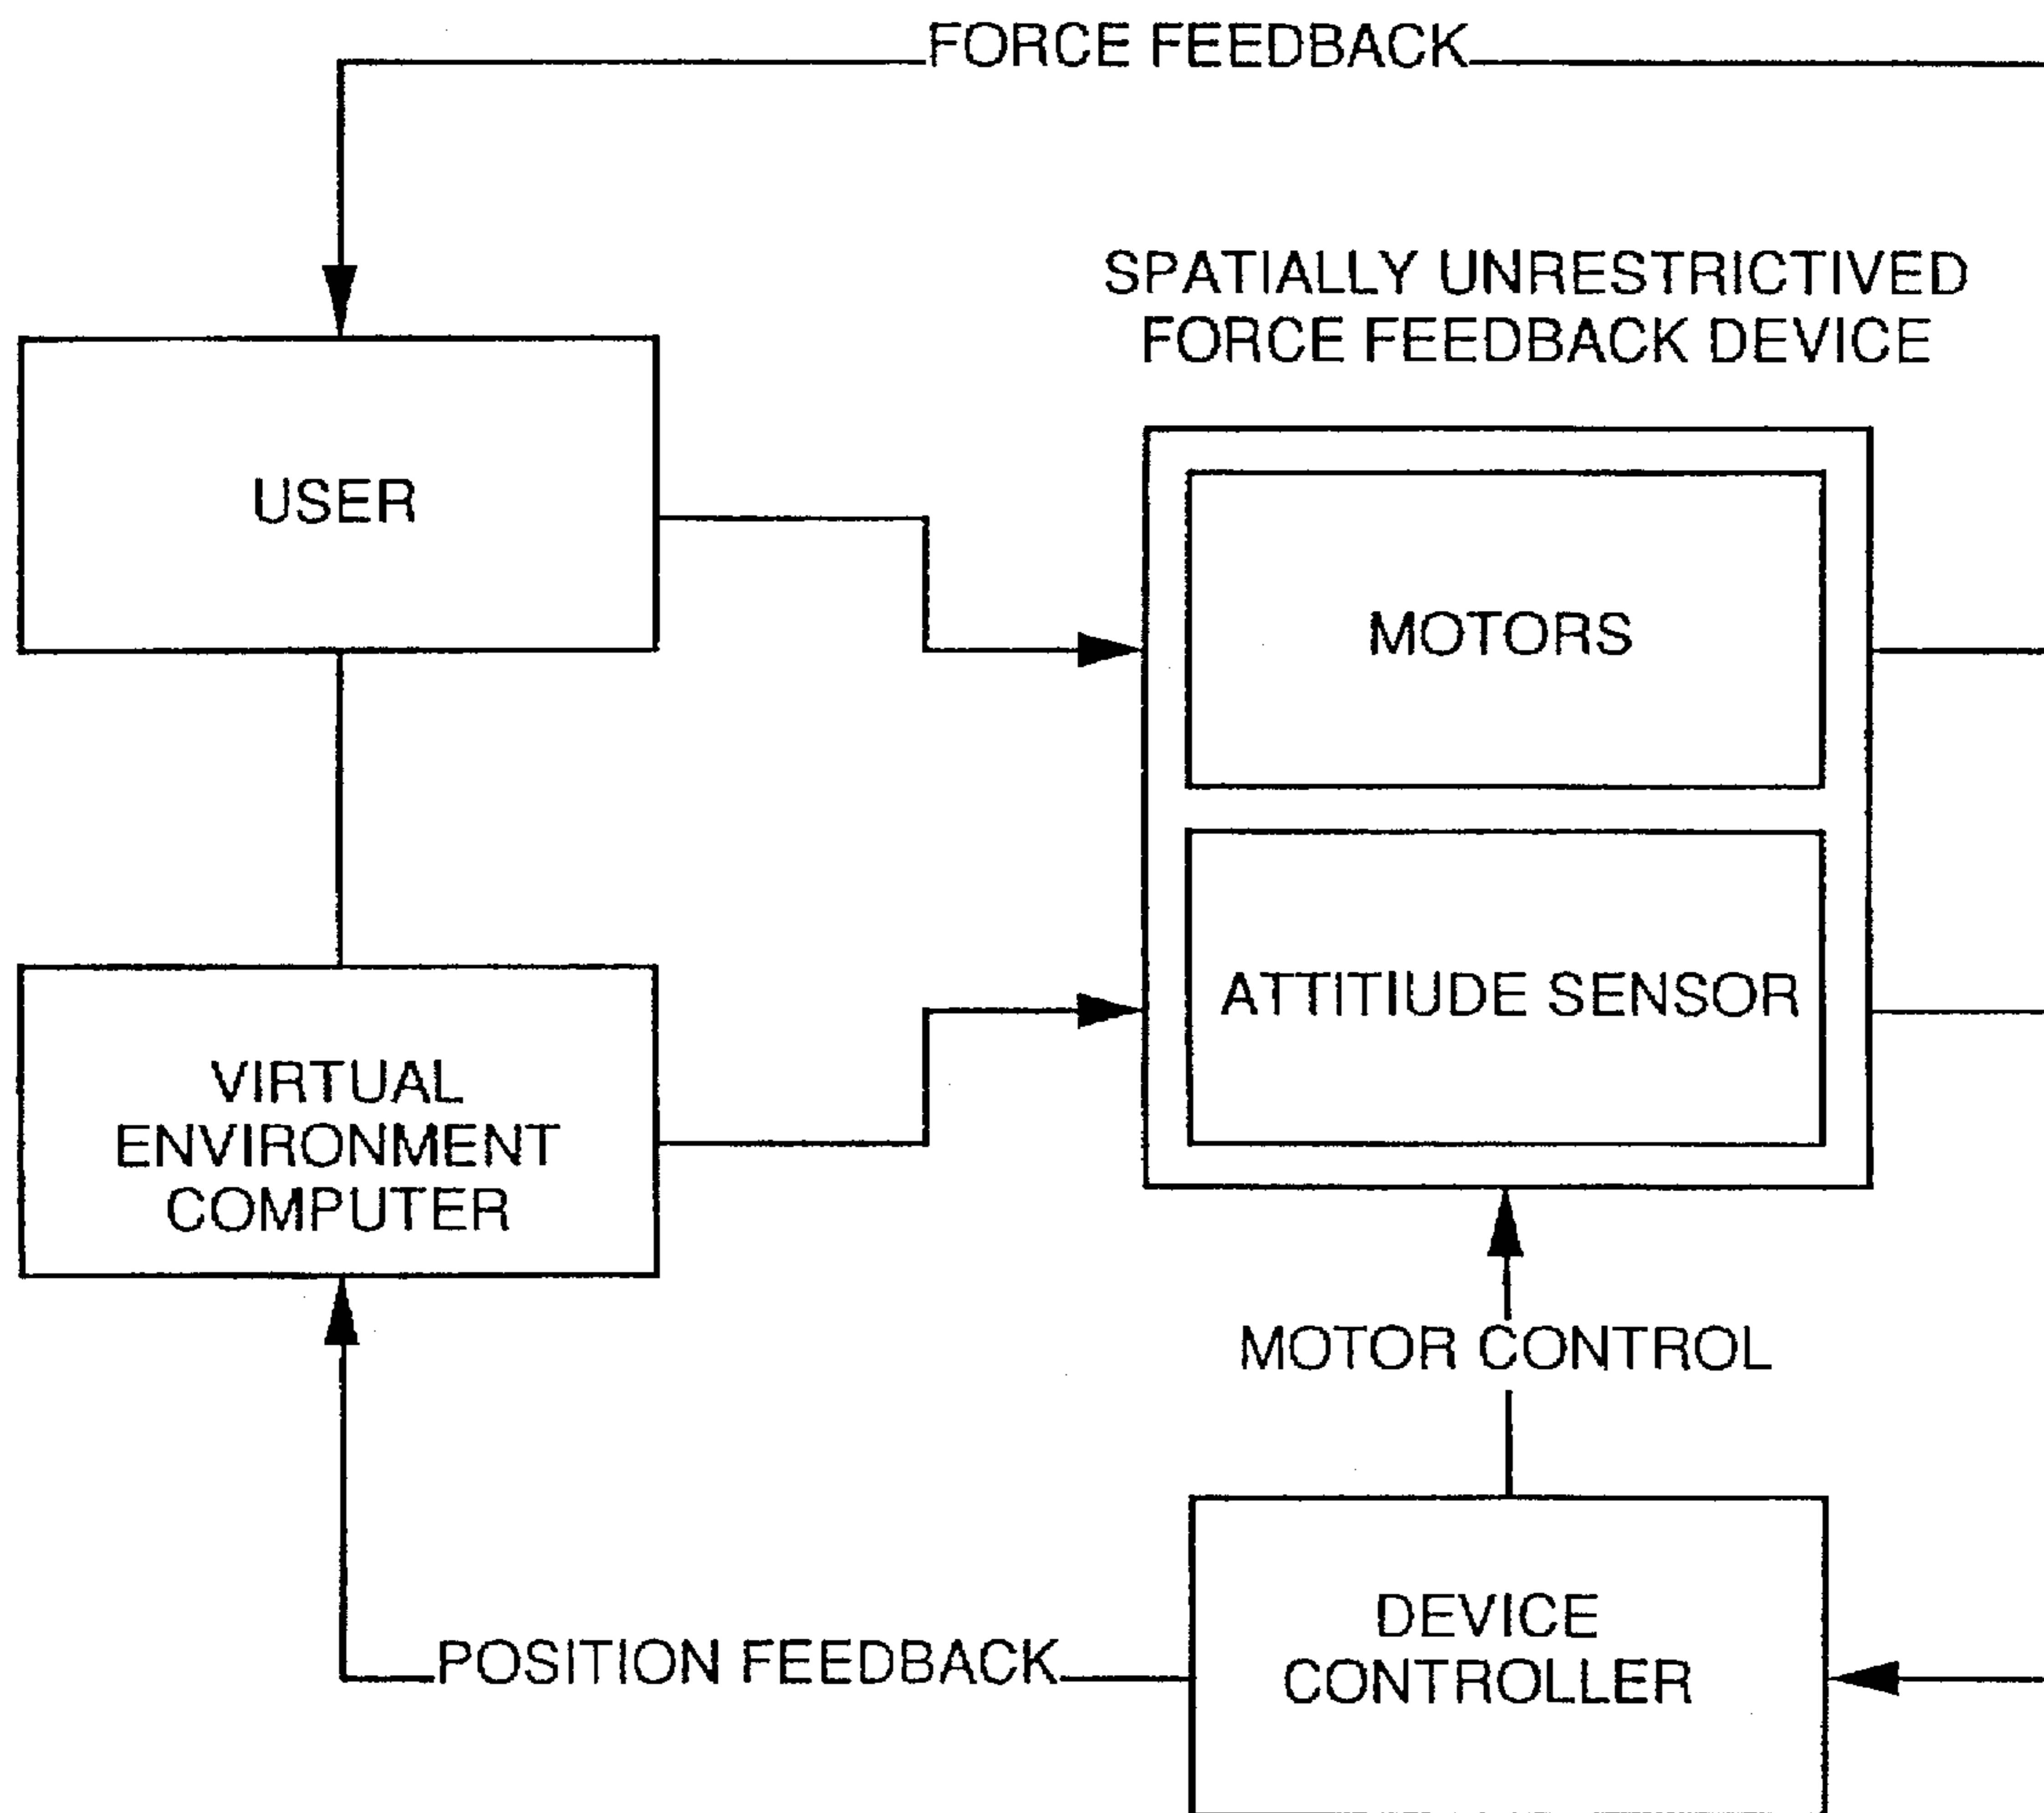 FORCE FEEDBACK
SPATIALLY UNRESTRICTIVED
FORCE FEEDBACK DEVICE
USER
MOTORS
ATTITIUDE SENSOR
VIRTUAL
ENVIRONMENT
COMPUTER
MOTOR CONTROL
DEVICE
CONTROLLER
POSITION FEEDBACK